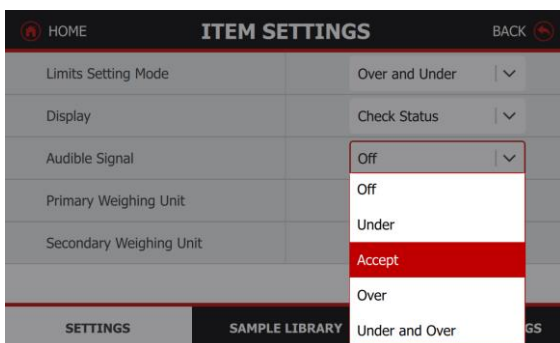 HOME ITEM SETTINGS BACK
Limits Setting Mode Over and Under
Display Check Status
Audible Signal Off
Off
Primary Weighing Unit
Under
Secondary Weighing Unit
Accept
Over
SETTINGS SAMPLE LIBRARY Under and Over GS